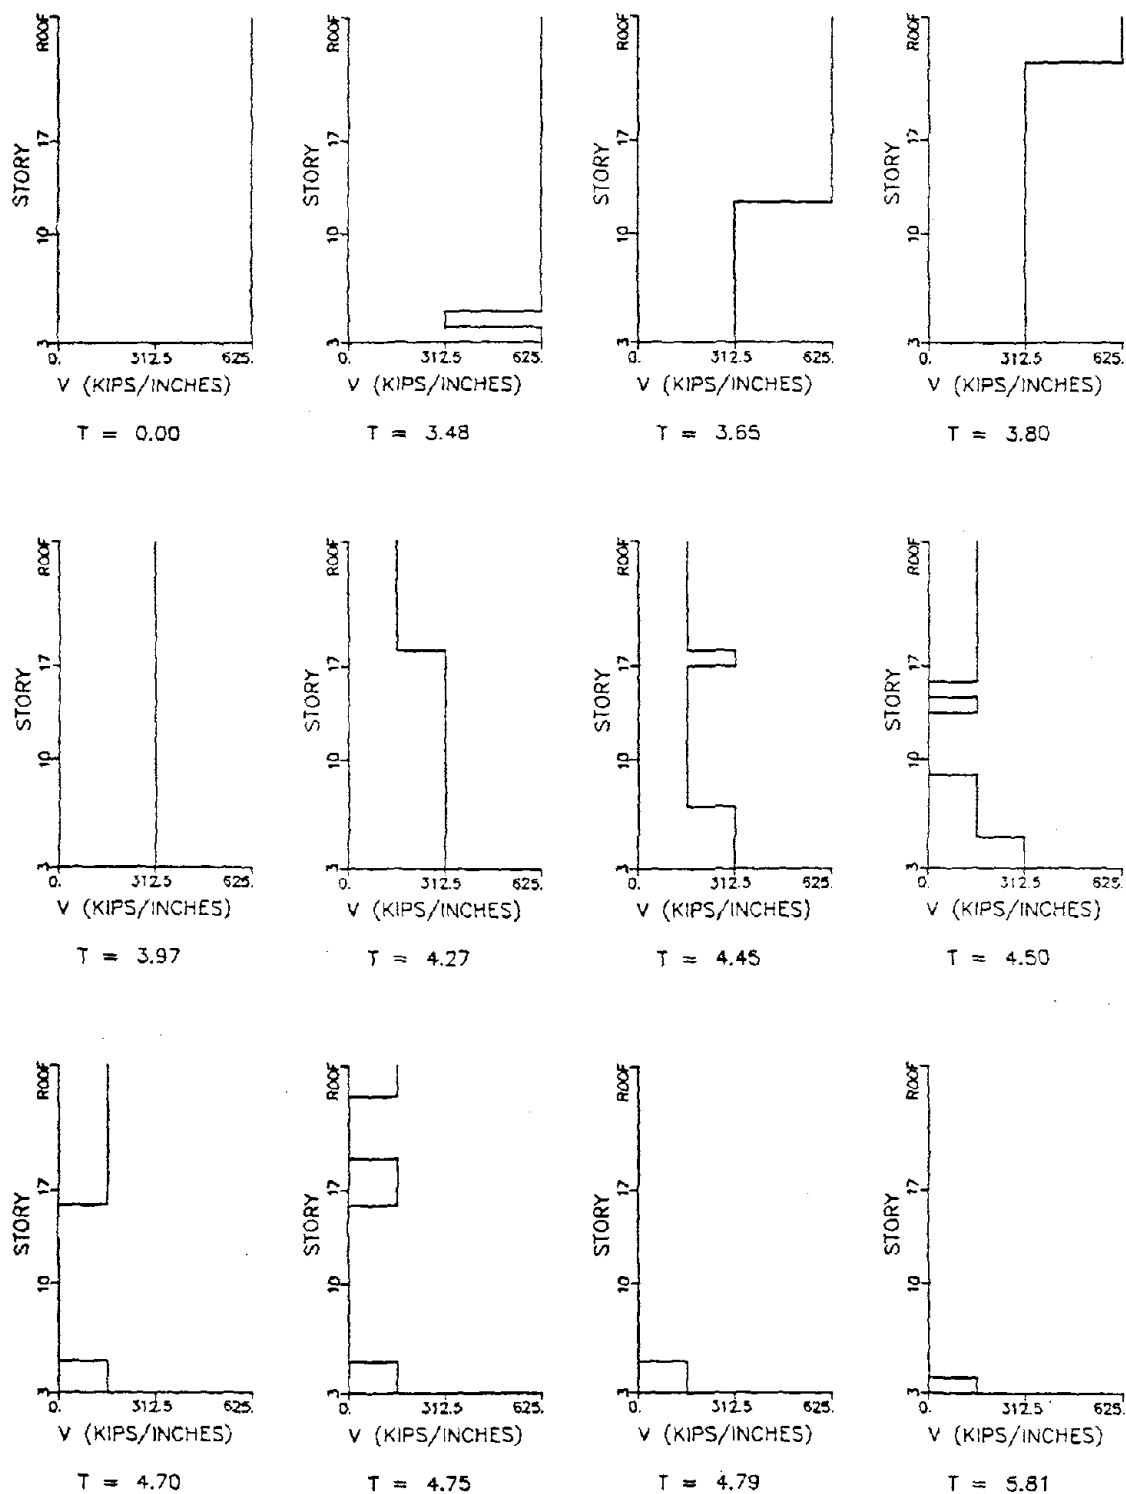 ROOF
17
STORY
10
3
0. 312.5 625.
V (KIPS/INCHES)
T = 0.00
ROOF
17
STORY
10
3
0. 312.5 625.
V (KIPS/INCHES)
T = 3.48
ROOF
17
STORY
10
3
0. 312.5 625.
V (KIPS/INCHES)
T = 3.65
ROOF
17
STORY
10
3
0. 312.5 625.
V (KIPS/INCHES)
T = 3.80
ROOF
17
STORY
10
3
0. 312.5 625.
V (KIPS/INCHES)
T = 3.97
ROOF
17
STORY
10
3
0. 312.5 625.
V (KIPS/INCHES)
T = 4.27
ROOF
17
STORY
10
3
0. 312.5 625.
V (KIPS/INCHES)
T = 4.45
ROOF
17
STORY
10
3
0. 312.5 625.
V (KIPS/INCHES)
T = 4.50
ROOF
17
STORY
10
3
0. 312.5 625.
V (KIPS/INCHES)
T = 4.70
ROOF
17
STORY
10
3
0. 312.5 625.
V (KIPS/INCHES)
T = 4.75
ROOF
17
STORY
10
3
0. 312.5 625.
V (KIPS/INCHES)
T = 4.79
ROOF
17
STORY
10
3
0. 312.5 625.
V (KIPS/INCHES)
T = 5.81